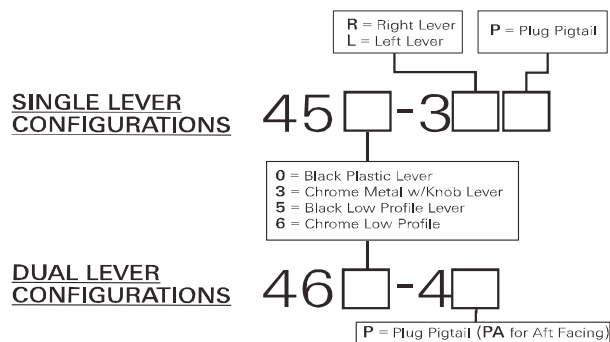 R = Right Lever
L = Left Lever
P = Plug Pigtail
SINGLE LEVER
CONFIGURATIONS
45 -3
0 = Black Plastic Lever
3 = Chrome Metal w/Knob Lever
5 = Black Low Profile Lever
6 = Chrome Low Profile
DUAL LEVER
CONFIGURATIONS
46 -4
P = Plug Pigtail (PA for Aft Facing)